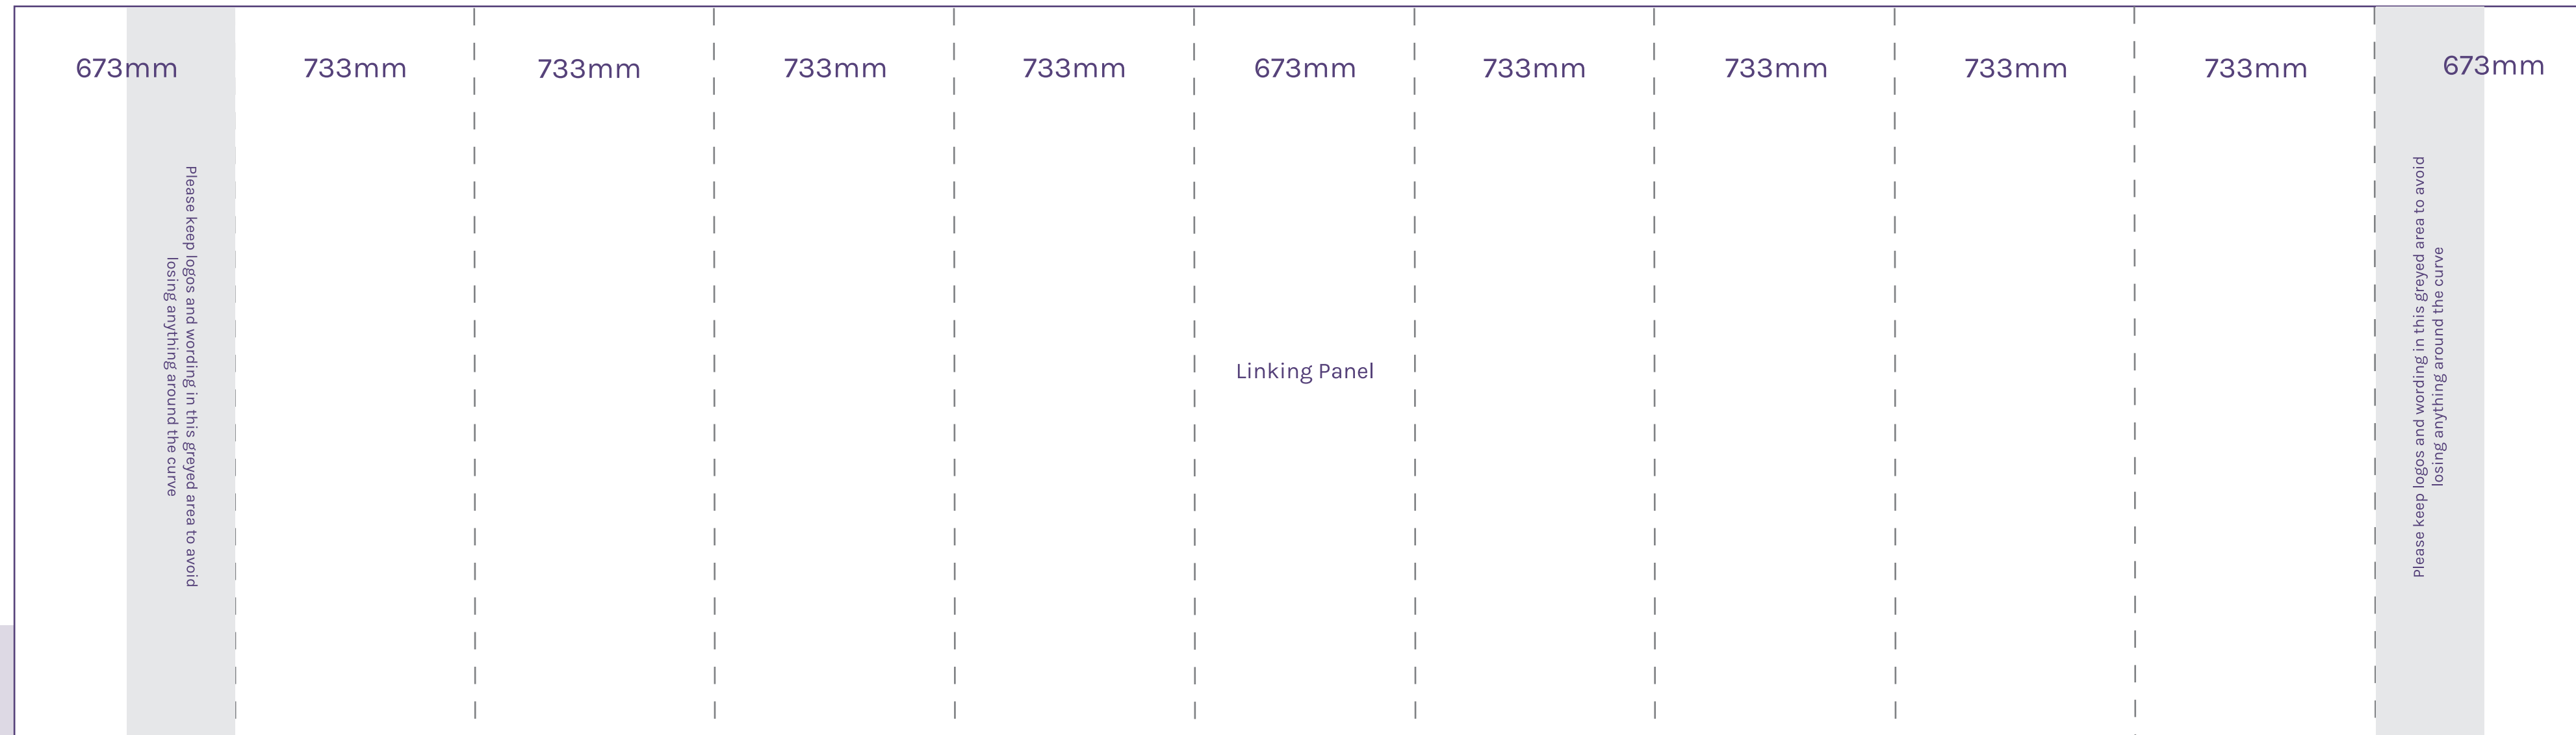 673mm
733mm
733mm
733mm
733mm
673mm
733mm
733mm
733mm
733mm
673mm
Please keep logos and wording in this greyed area to avoid
losing anything around the curve
Linking Panel
Please keep logos and wording in this greyed area to avoid
losing anything around the curve